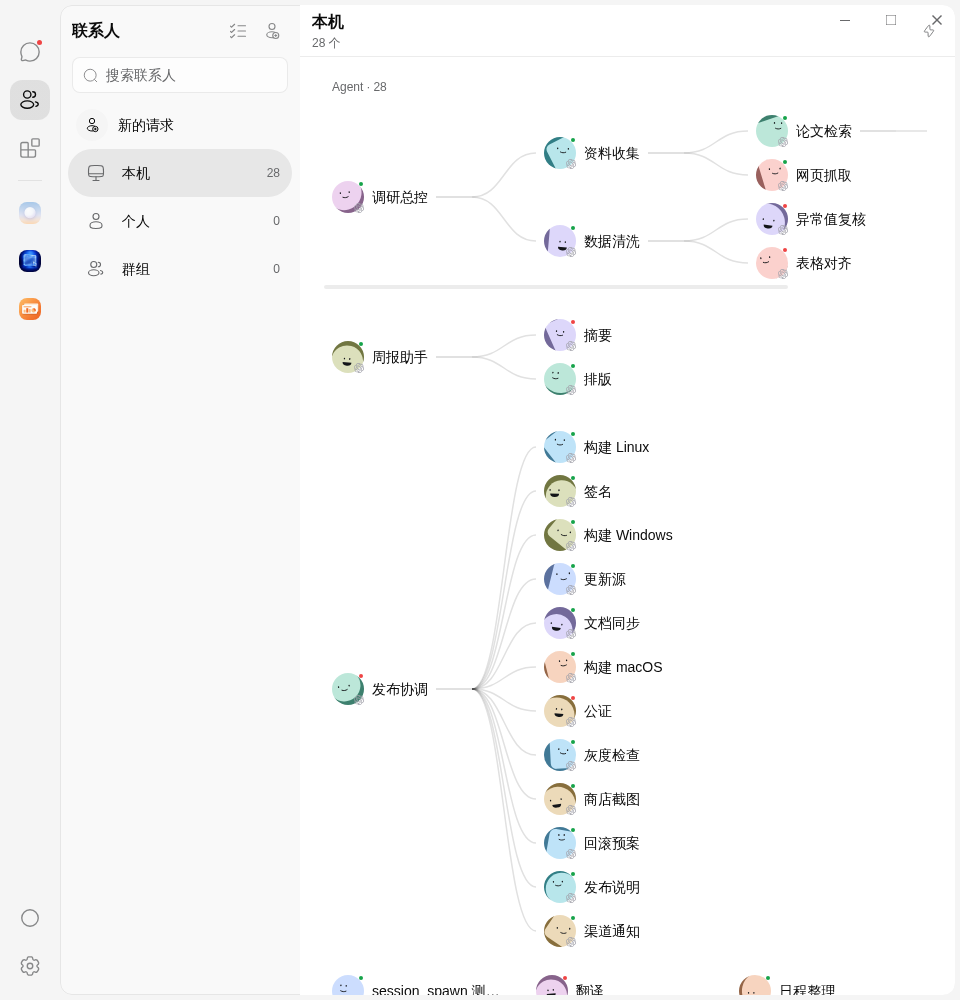 联系人
搜索联系人
新的请求
本机 28
个人 0
群组 0
本机
28 个
Agent · 28
调研总控
资料收集
论文检索
网页抓取
数据清洗
异常值复核
表格对齐
周报助手
摘要
排版
发布协调
构建 Linux
签名
构建 Windows
更新源
文档同步
构建 macOS
公证
灰度检查
商店截图
回滚预案
发布说明
渠道通知
session_spawn 测…
翻译
日程整理